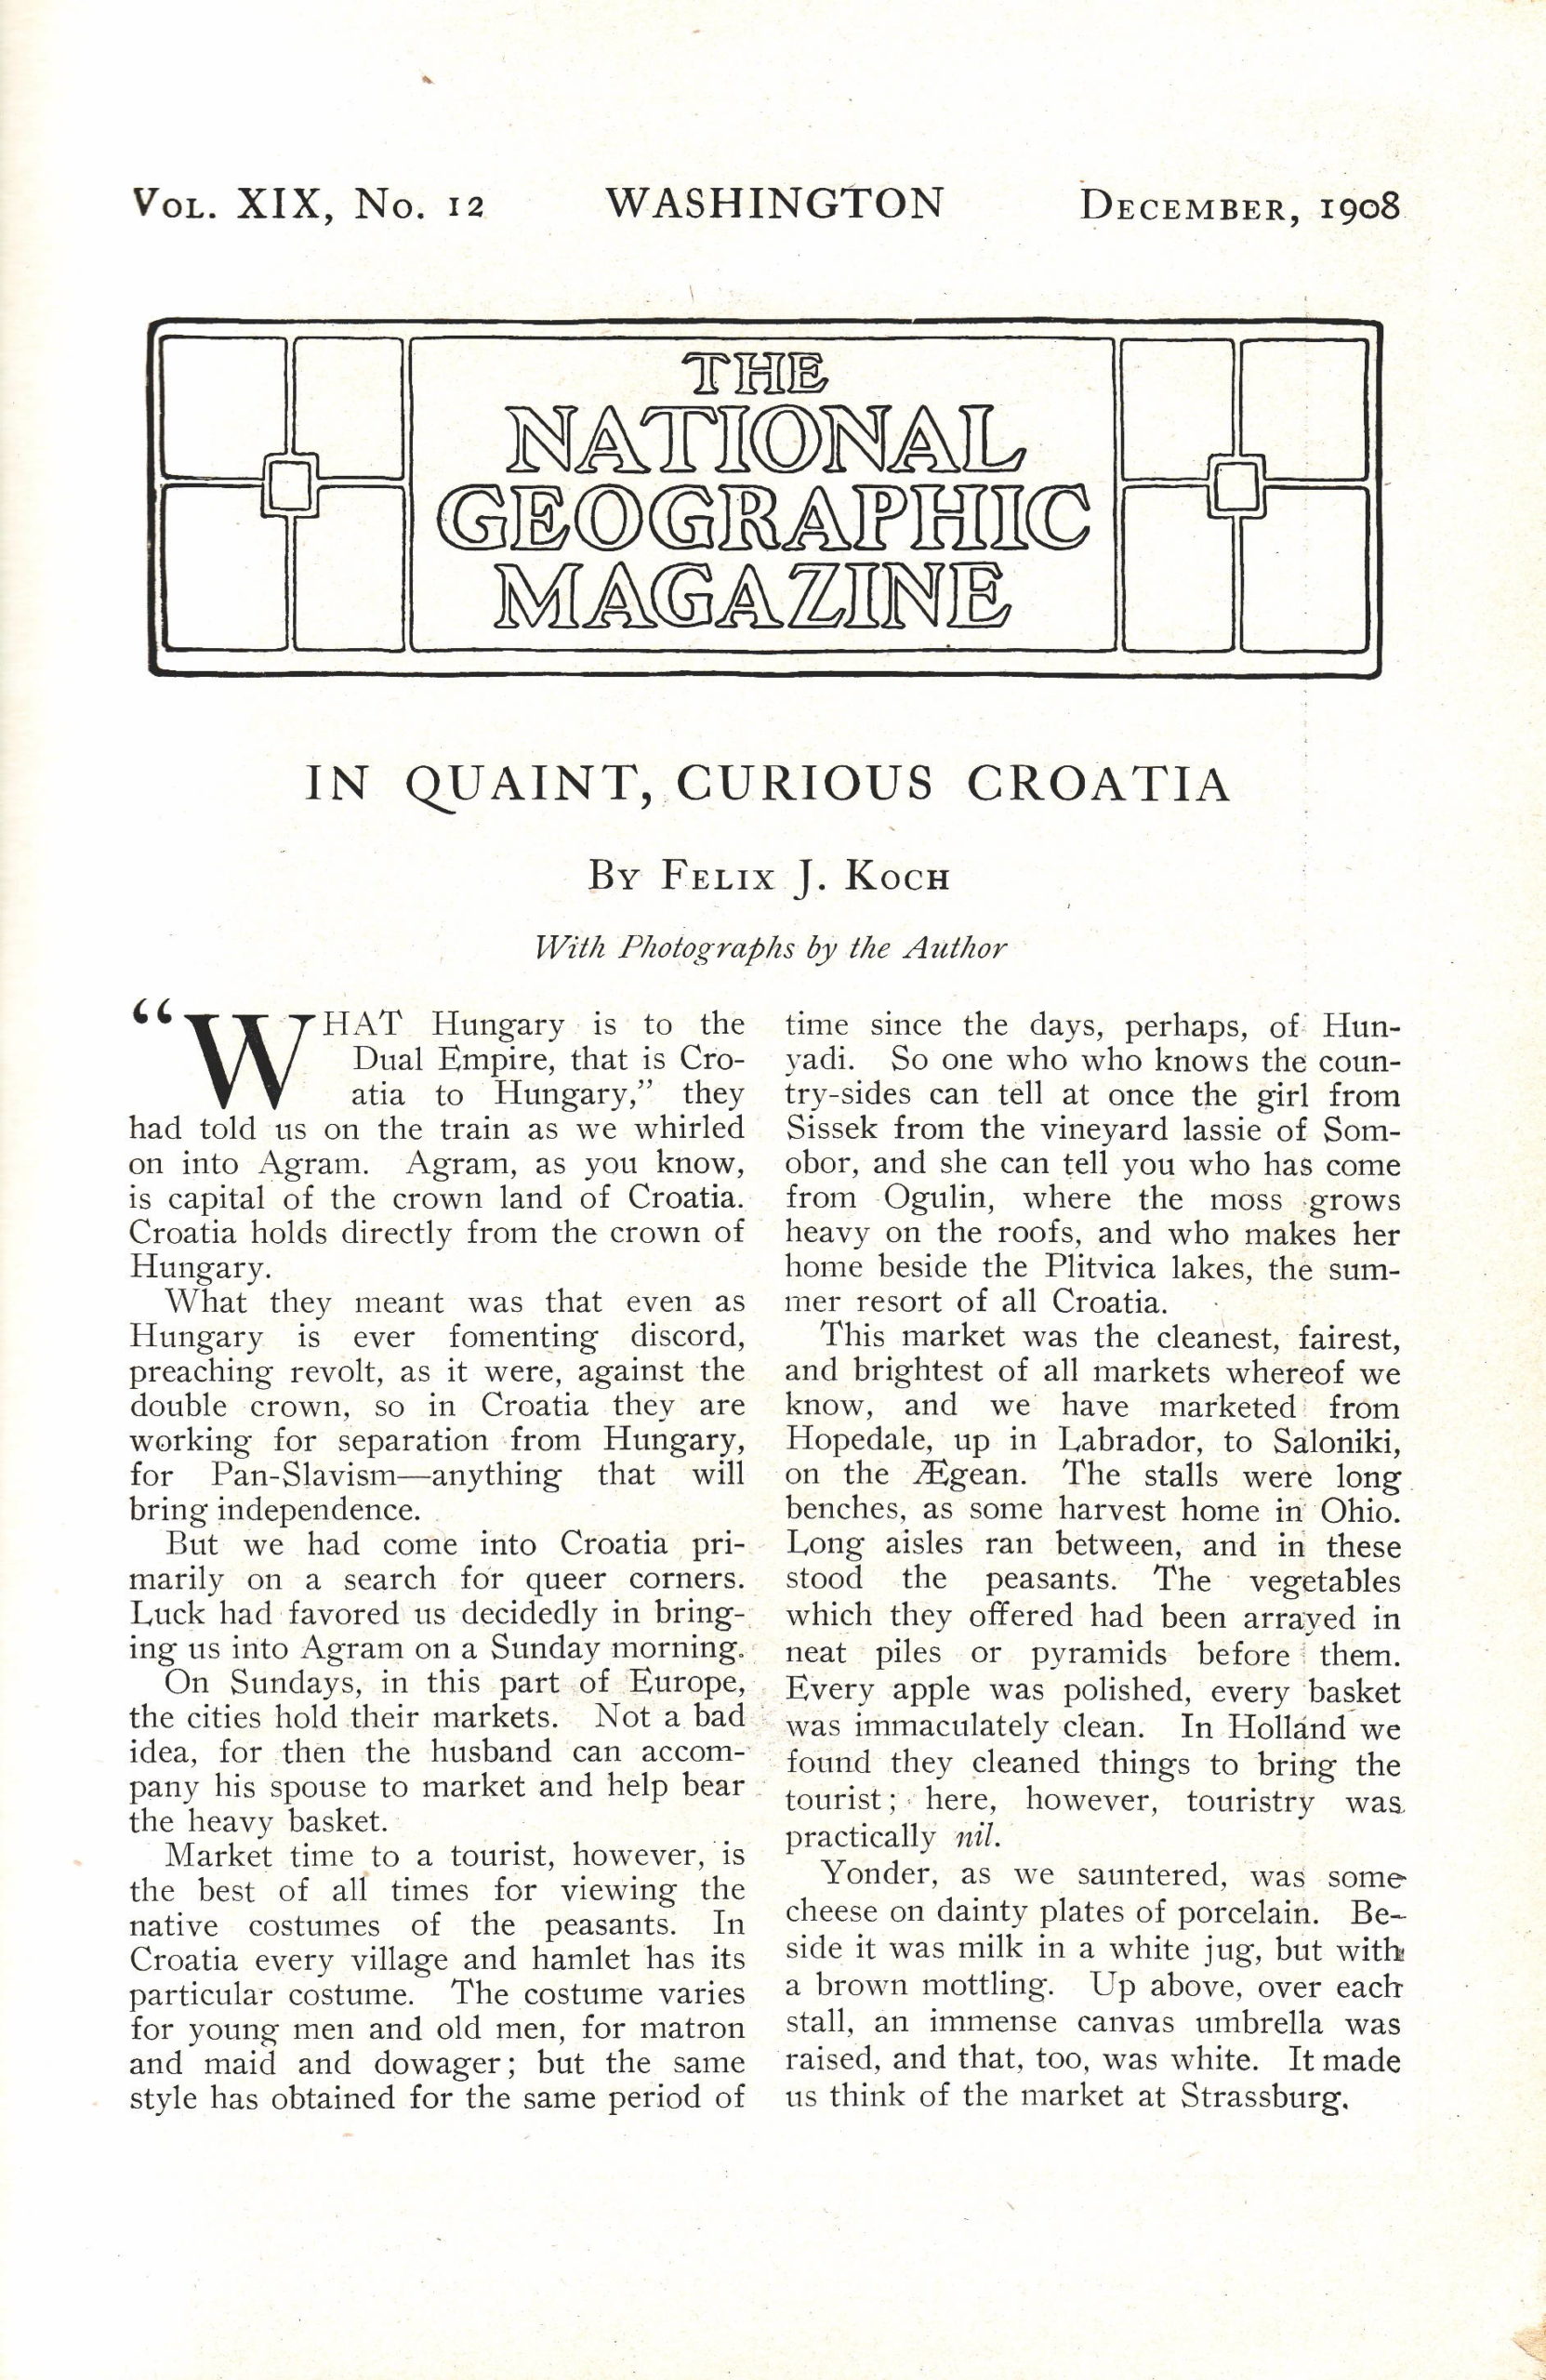 Vol. XIX, No. 12 WASHINGTON December, 1908
THE
NATIONAL
GEOGRAPHIC
MAGAZINE
IN QUAINT, CURIOUS CROATIA
By Felix J. Koch
With Photographs by the Author
“WHAT Hungary is to the
Dual Empire, that is Cro-
atia to Hungary,” they
had told us on the train as we whirled
on into Agram. Agram, as you know,
is capital of the crown land of Croatia.
Croatia holds directly from the crown of
Hungary.
What they meant was that even as
Hungary is ever fomenting discord,
preaching revolt, as it were, against the
double crown, so in Croatia they are
working for separation from Hungary,
for Pan-Slavism—anything that will
bring independence.
But we had come into Croatia pri-
marily on a search for queer corners.
Luck had favored us decidedly in bring-
ing us into Agram on a Sunday morning.
On Sundays, in this part of Europe,
the cities hold their markets. Not a bad
idea, for then the husband can accom-
pany his spouse to market and help bear
the heavy basket.
Market time to a tourist, however, is
the best of all times for viewing the
native costumes of the peasants. In
Croatia every village and hamlet has its
particular costume. The costume varies
for young men and old men, for matron
and maid and dowager; but the same
style has obtained for the same period of
time since the days, perhaps, of Hun-
yadi. So one who who knows the coun-
try-sides can tell at once the girl from
Sissek from the vineyard lassie of Som-
obor, and she can tell you who has come
from Ogulin, where the moss grows
heavy on the roofs, and who makes her
home beside the Plitvica lakes, the sum-
mer resort of all Croatia.
This market was the cleanest, fairest,
and brightest of all markets whereof we
know, and we have marketed from
Hopedale, up in Labrador, to Saloniki,
on the Ægean. The stalls were long
benches, as some harvest home in Ohio.
Long aisles ran between, and in these
stood the peasants. The vegetables
which they offered had been arrayed in
neat piles or pyramids before them.
Every apple was polished, every basket
was immaculately clean. In Holland we
found they cleaned things to bring the
tourist; here, however, touristry was
practically nil.
Yonder, as we sauntered, was some
cheese on dainty plates of porcelain. Be-
side it was milk in a white jug, but with
a brown mottling. Up above, over each
stall, an immense canvas umbrella was
raised, and that, too, was white. It made
us think of the market at Strassburg.